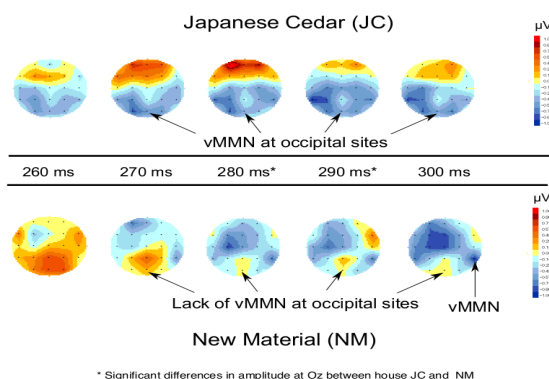 Japanese Cedar (JC)
µV
vMMN at occipital sites
260 ms 270 ms 280 ms* 290 ms* 300 ms
µV
Lack of vMMN at occipital sites
vMMN
New Material (NM)
* Significant differences in amplitude at Oz between house JC and NM